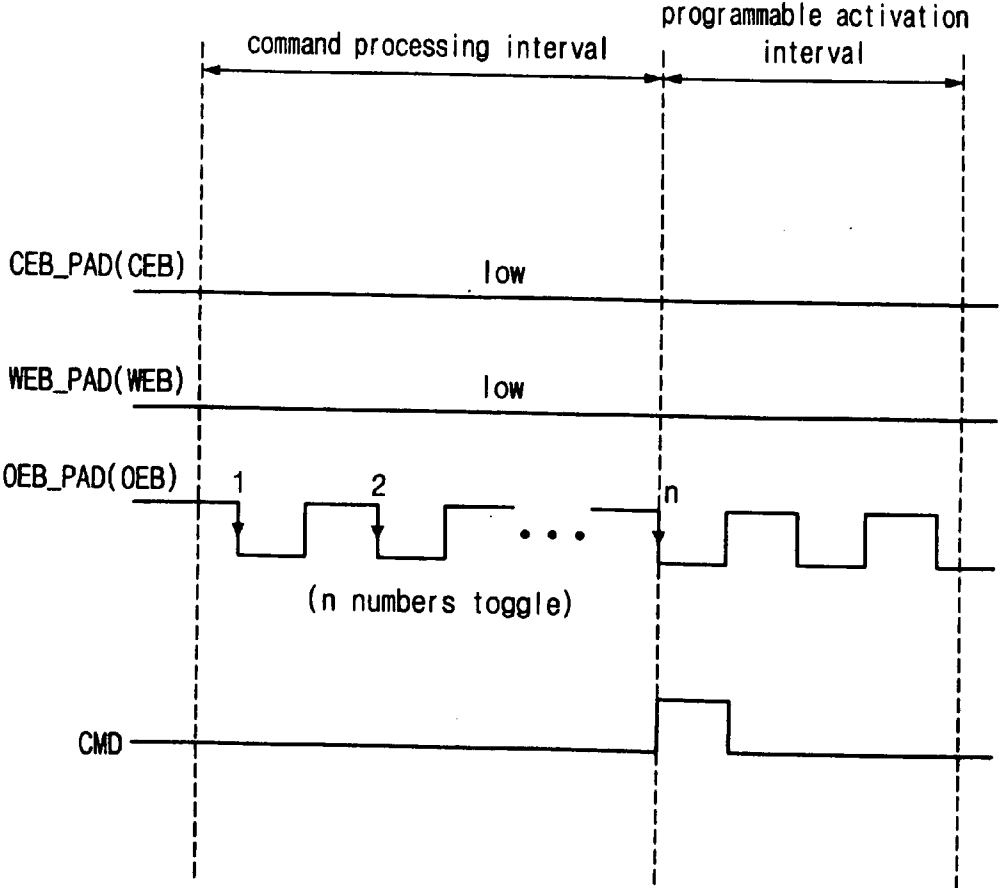 programmable activation
interval
command processing interval
CEB_PAD(CEB)
low
WEB_PAD(WEB)
low
OEB_PAD(OEB)
1
2
n
(n numbers toggle)
CMD